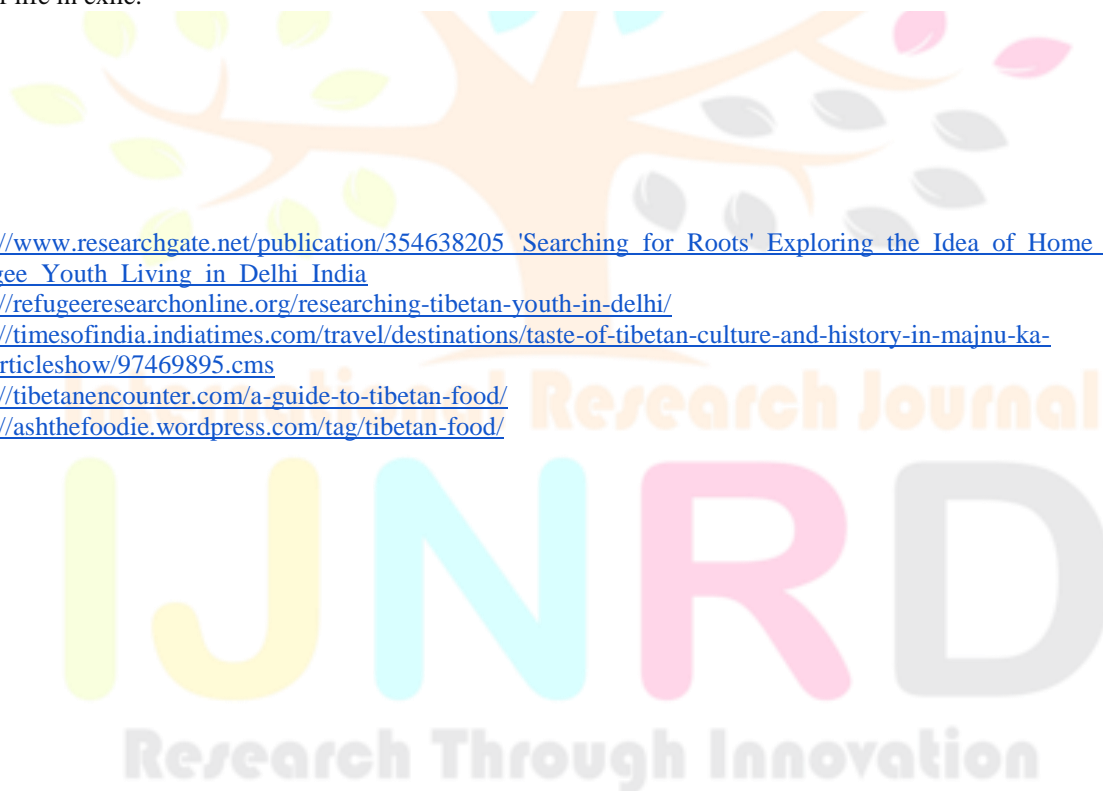 life in exile.
//www.researchgate.net/publication/354638205_'Searching_for_Roots'_Exploring_the_Idea_of_Home_
gee_Youth_Living_in_Delhi_India
//refugeeresearchonline.org/researching-tibetan-youth-in-delhi/
//timesofindia.indiatimes.com/travel/destinations/taste-of-tibetan-culture-and-history-in-majnu-ka-
rticleshow/97469895.cms
//tibetanencounter.com/a-guide-to-tibetan-food/
//ashthefoodie.wordpress.com/tag/tibetan-food/
International Research Journal
IJNRD
Research Through Innovation